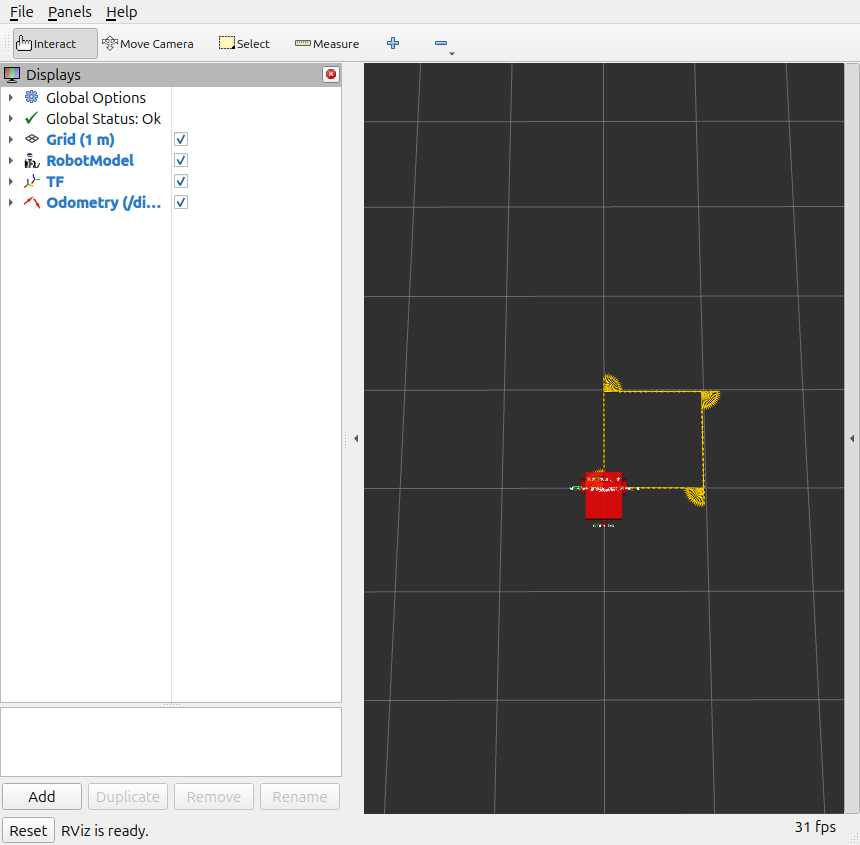 File Panels Help
Interact Move Camera Select Measure
Displays
Global Options
Global Status: Ok
Grid (1 m)
RobotModel
TF
Odometry (/di...
Add Duplicate Remove Rename
Reset RViz is ready. 31 fps